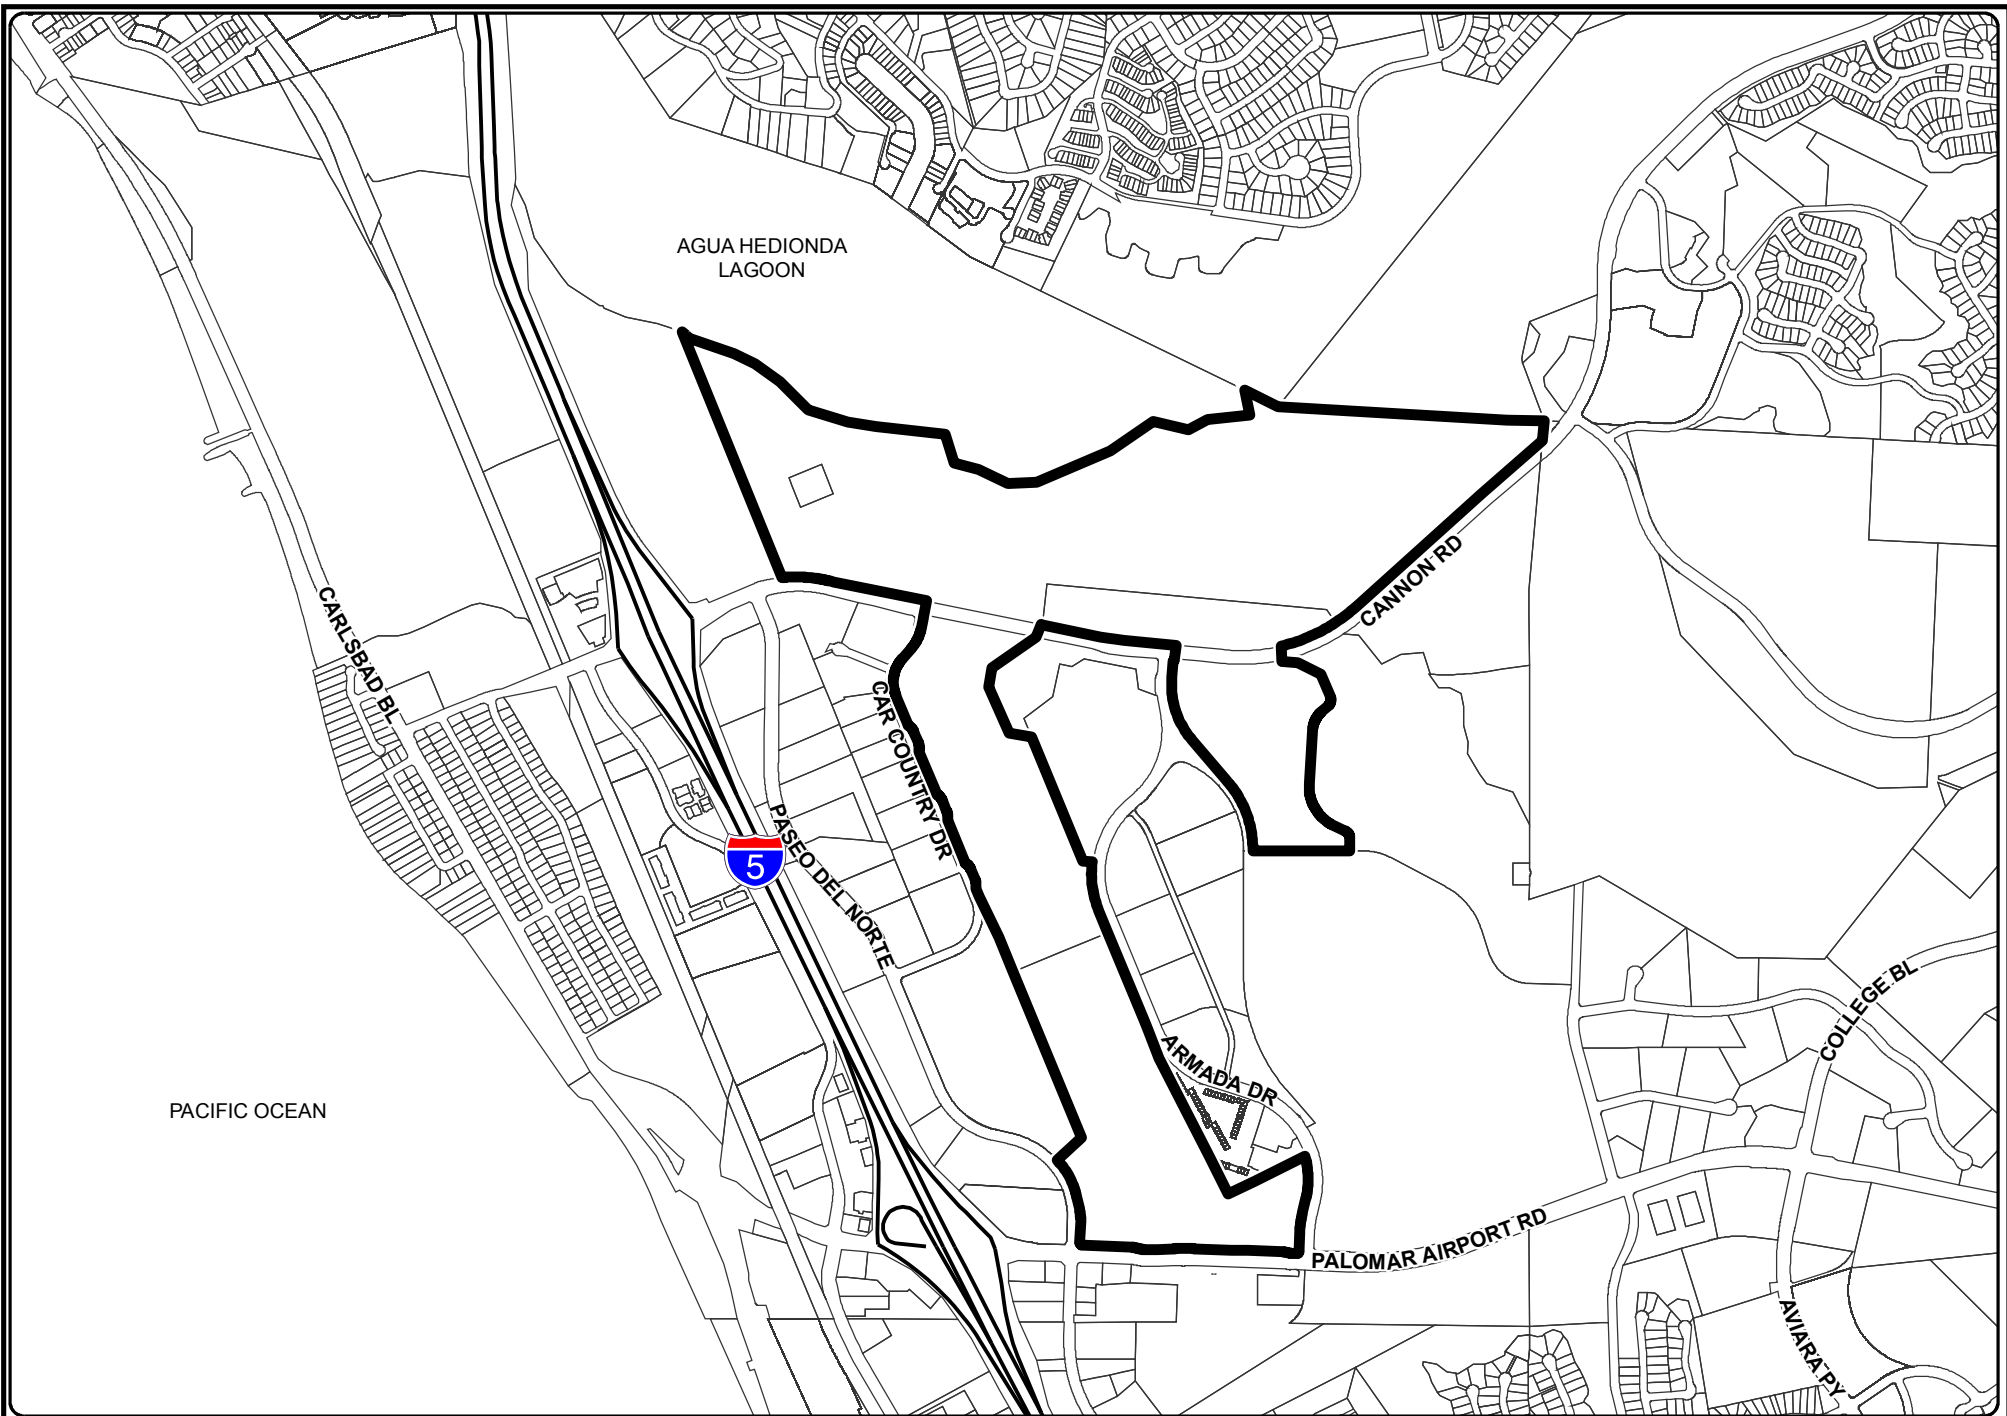 AGUA HEDIONDA
LAGOON
CANNON RD
CARLSBAD BL
CAR COUNTRY DR
5
PASEO DEL NORTE
COLLEGE BL
ARMADA DR
PACIFIC OCEAN
PALOMAR AIRPORT RD
AVIARA PY